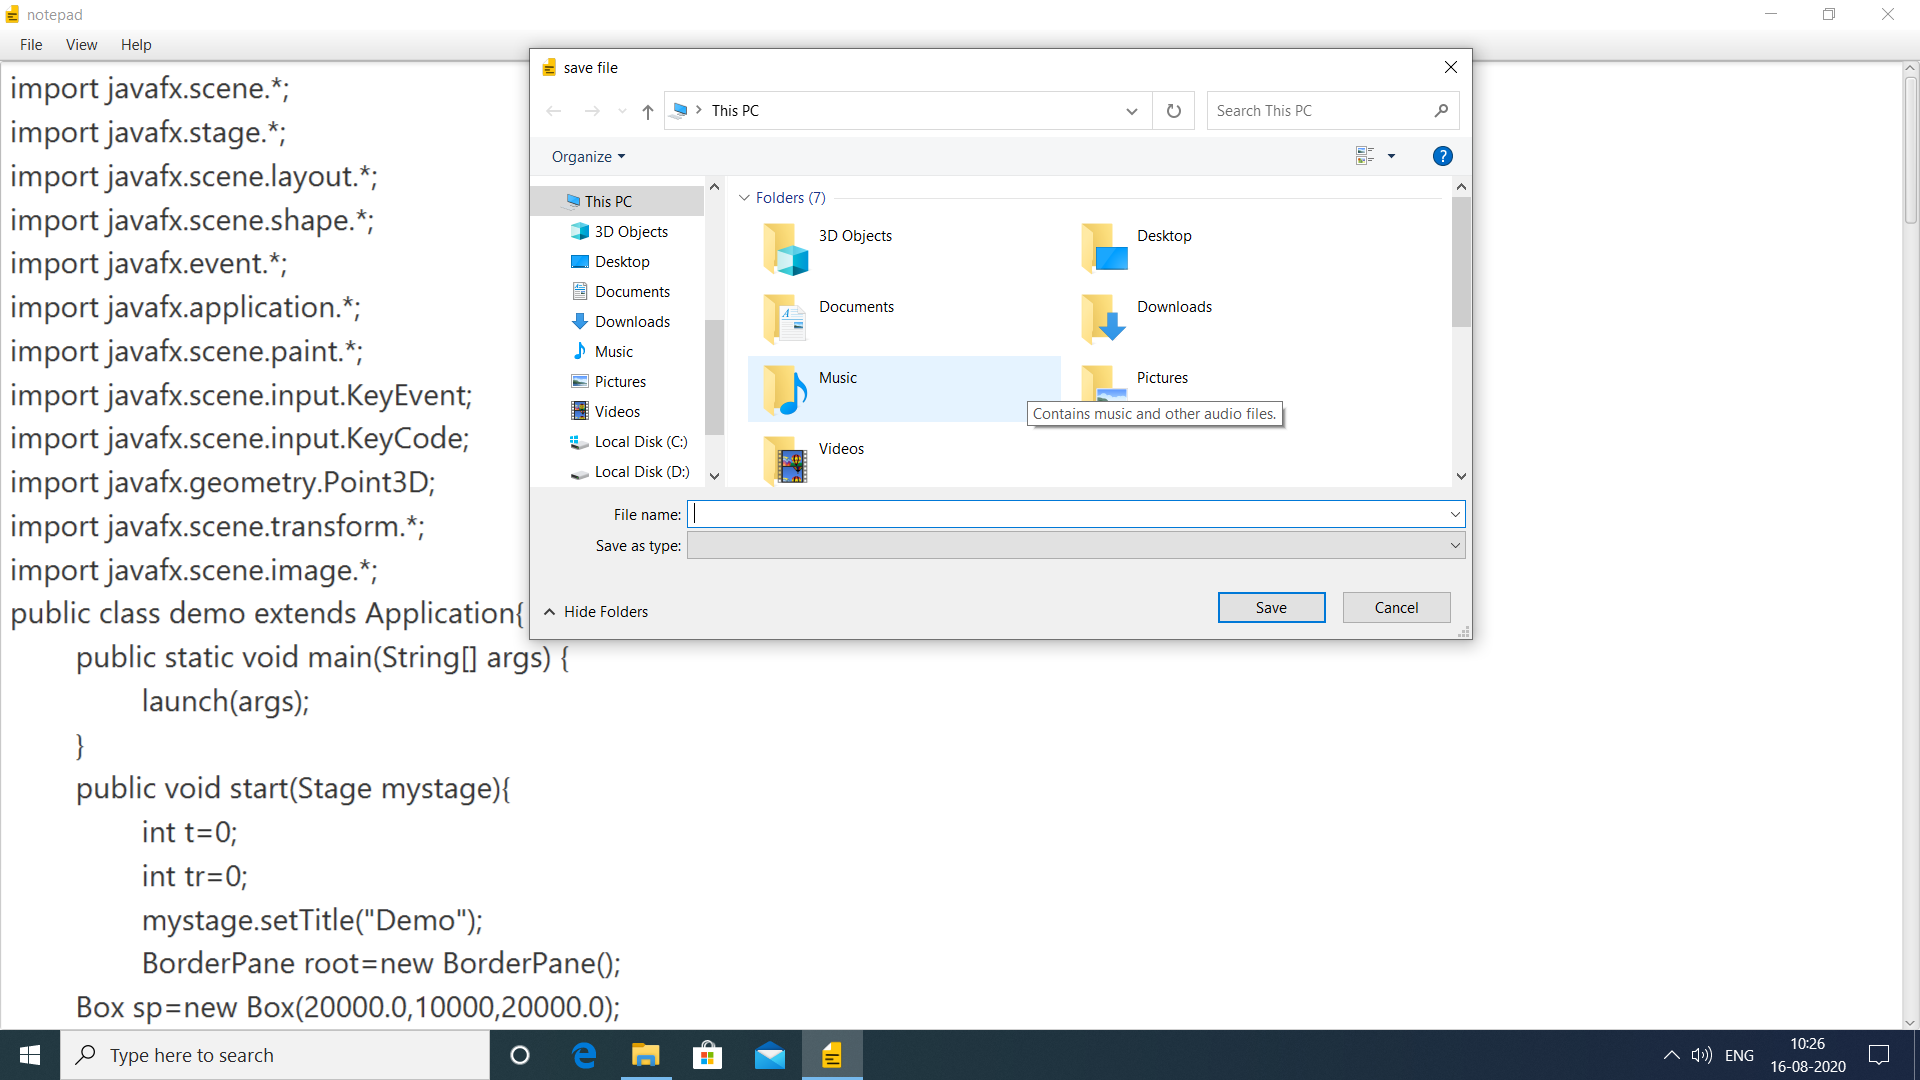 notepad
File View Help
import javafx.scene.*;
import javafx.stage.*;
import javafx.scene.layout.*;
import javafx.scene.shape.*;
import javafx.event.*;
import javafx.application.*;
import javafx.scene.paint.*;
import javafx.scene.input.KeyEvent;
import javafx.scene.input.KeyCode;
import javafx.geometry.Point3D;
import javafx.scene.transform.*;
import javafx.scene.image.*;
public class demo extends Application{
public static void main(String[] args) {
launch(args);
}
public void start(Stage mystage){
int t=0;
int tr=0;
mystage.setTitle("Demo");
BorderPane root=new BorderPane();
Box sp=new Box(20000.0,10000,20000.0);
save file
This PC
Search This PC
Organize
?
This PC
3D Objects
Desktop
Documents
Downloads
Music
Pictures
Videos
Local Disk (C:)
Local Disk (D:)
Folders (7)
3D Objects Desktop
Documents Downloads
Music Pictures
Contains music and other audio files.
Videos
File name:
Save as type:
Hide Folders
Save Cancel
Type here to search
ENG
10:26
16-08-2020